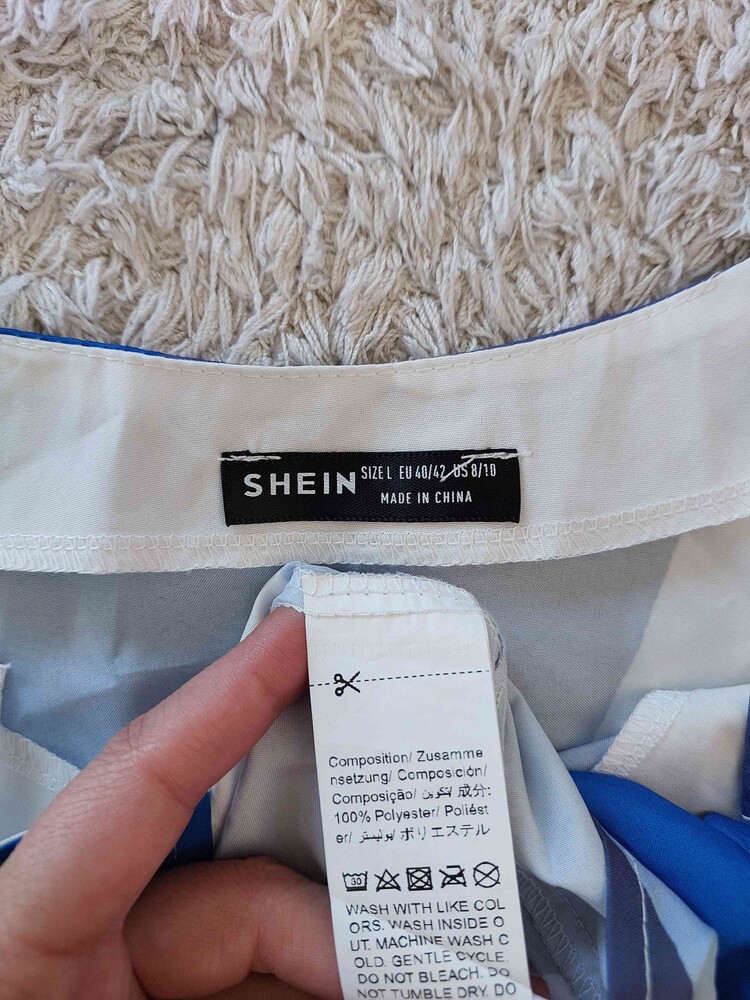 SHEIN
SIZE L EU 40/42 US 8/10
MADE IN CHINA
Composition/ Zusamme
nsetzung/ Composición/
Composição/ تكوين/ 成分:
100% Polyester/ Poliést
er/ بوليستر/ ポリエステル
30
WASH WITH LIKE COL
ORS. WASH INSIDE O
UT. MACHINE WASH C
OLD. GENTLE CYCLE.
DO NOT BLEACH. DO
NOT TUMBLE DRY. DO